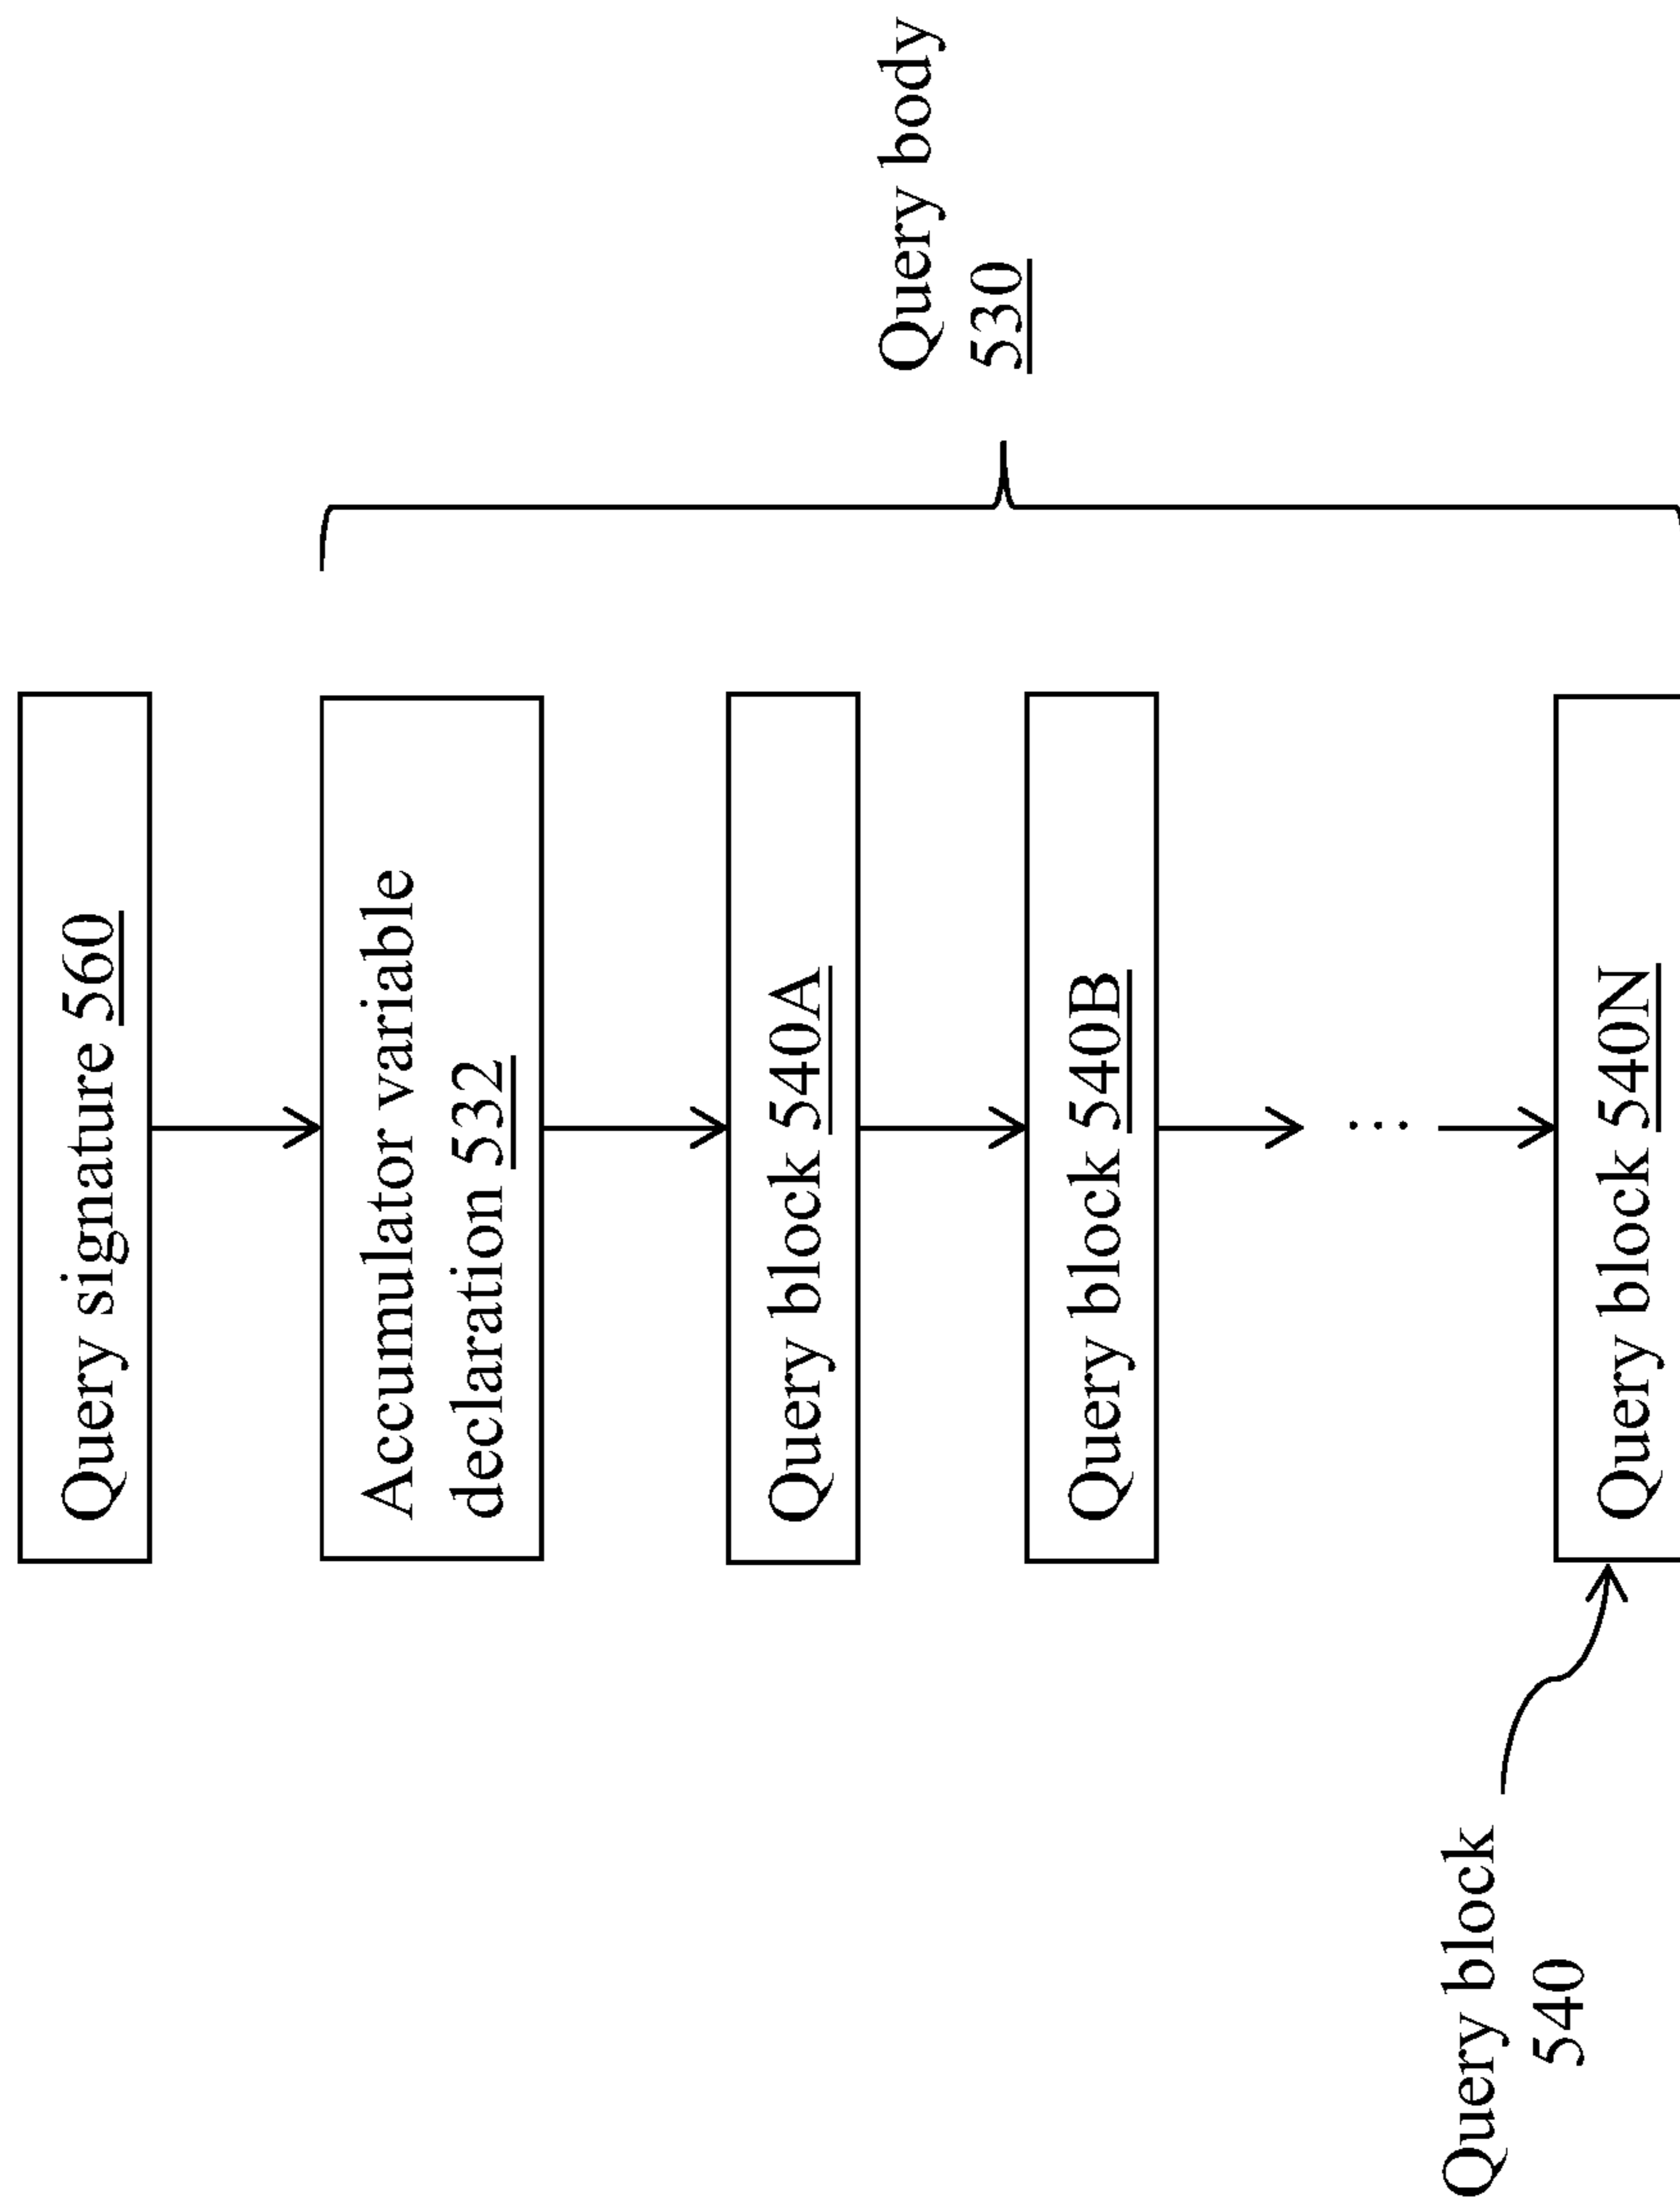 Query signature 560
Accumulator variable
declaration 532
Query block 540A
Query block 540B
⋮
Query block 540N
Query body
530
Query block
540